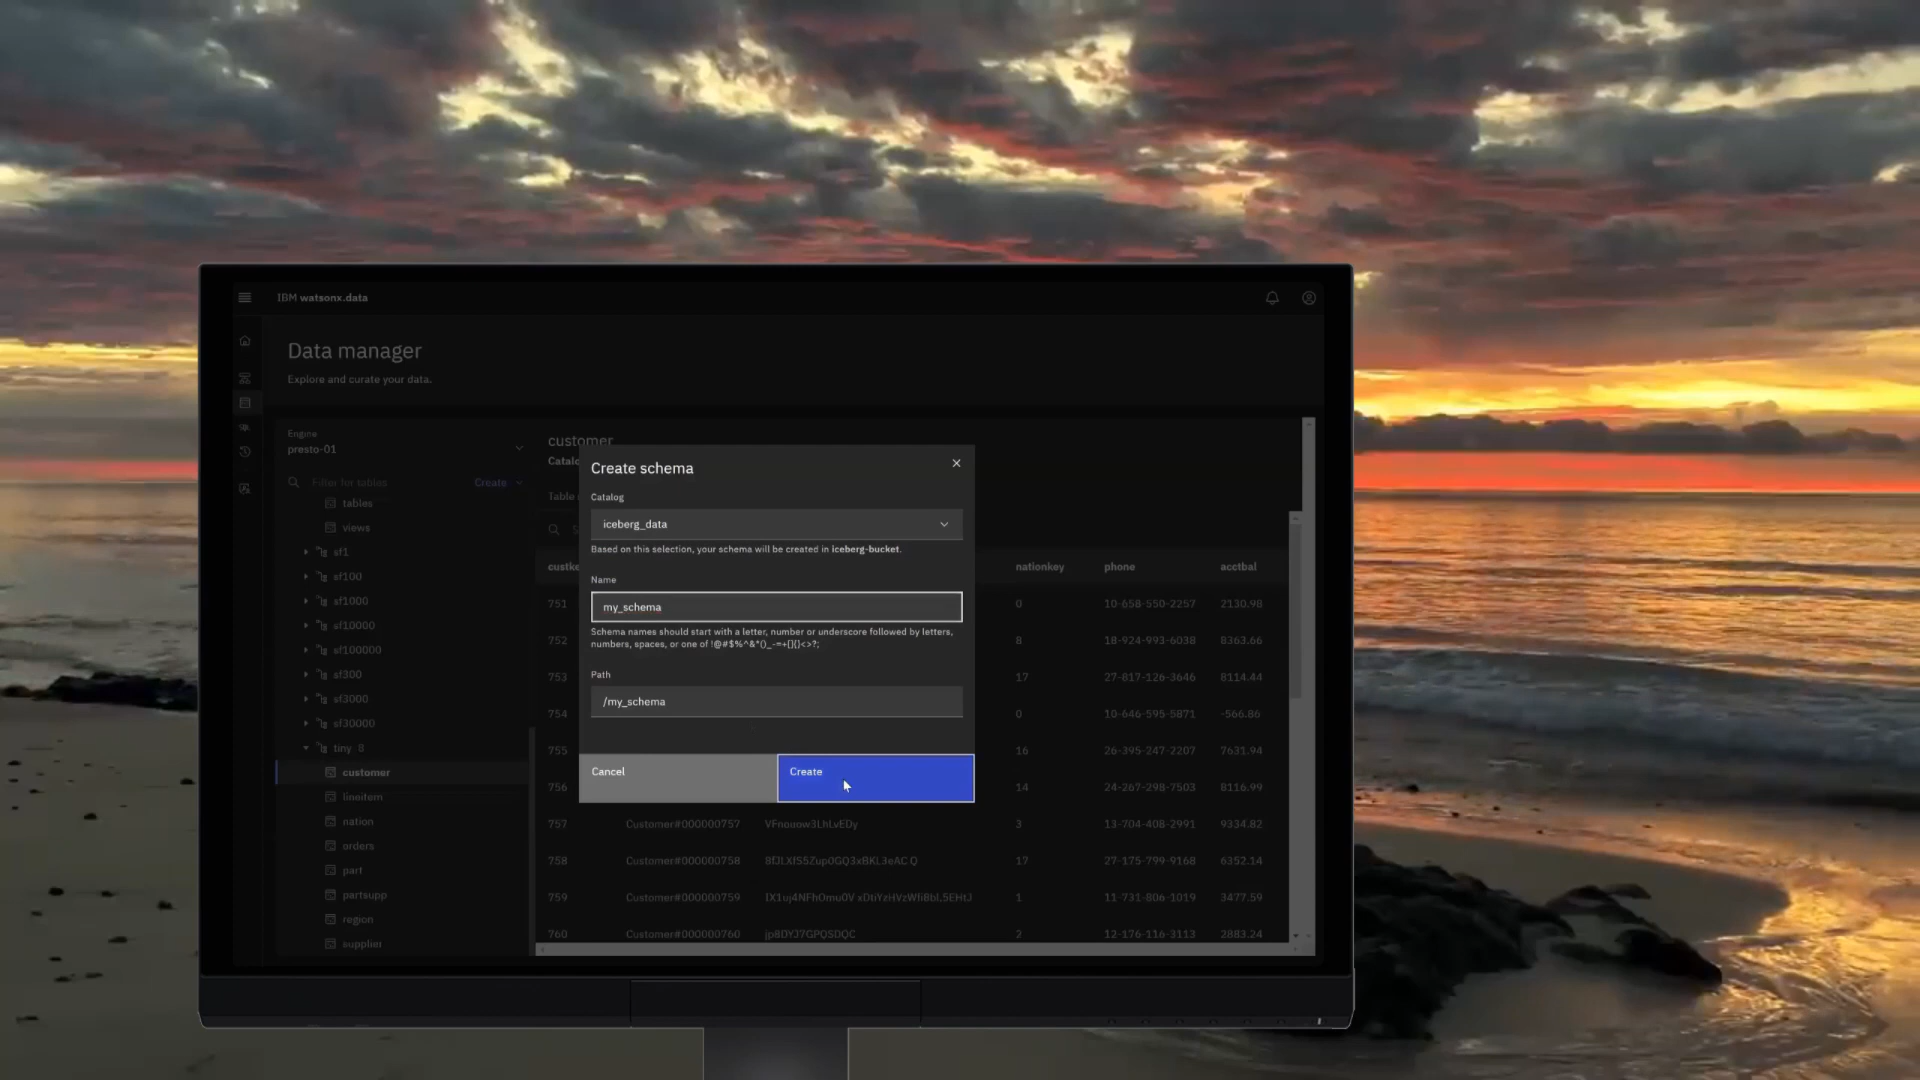 IBM watsonx.data
Data manager
Explore and curate your data.
Engine
presto-01
Filter for tables
Create
tables
views
sf1
sf100
sf1000
sf10000
sf100000
sf300
sf3000
sf30000
tiny 8
customer
lineitem
nation
orders
part
partsupp
region
supplier
customer
Table
nationkey phone acctbal
751 0 10-658-550-2257 2130.98
752 8 18-924-993-6038 8363.66
753 17 27-817-126-3646 8114.44
754 0 10-646-595-5871 -566.86
755 16 26-395-247-2207 7631.94
756 14 24-267-298-7503 8116.99
757 Customer#000000757 3 13-704-408-2991 9334.82
758 Customer#000000758 17 27-175-799-9168 6352.14
759 Customer#000000759 1 11-731-806-1019 3477.59
760 Customer#000000760 jp8DYJ7GPQSDQC 2 12-176-116-3113 2883.24
Create schema
Catalog
iceberg_data
Based on this selection, your schema will be created in iceberg-bucket.
Name
my_schema
Schema names should start with a letter, number or underscore followed by letters,
numbers, spaces, or one of !@#$%^&*()_-=+[]{}<>?;
Path
/my_schema
Cancel
Create